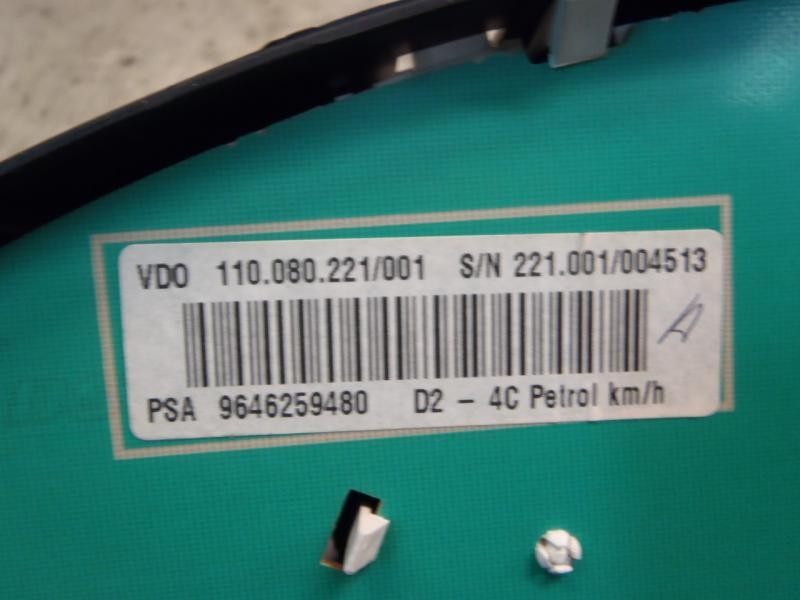 VDO 110.080.221/001 S/N 221.001/004513
PSA 9646259480 D2 - 4C Petrol km/h